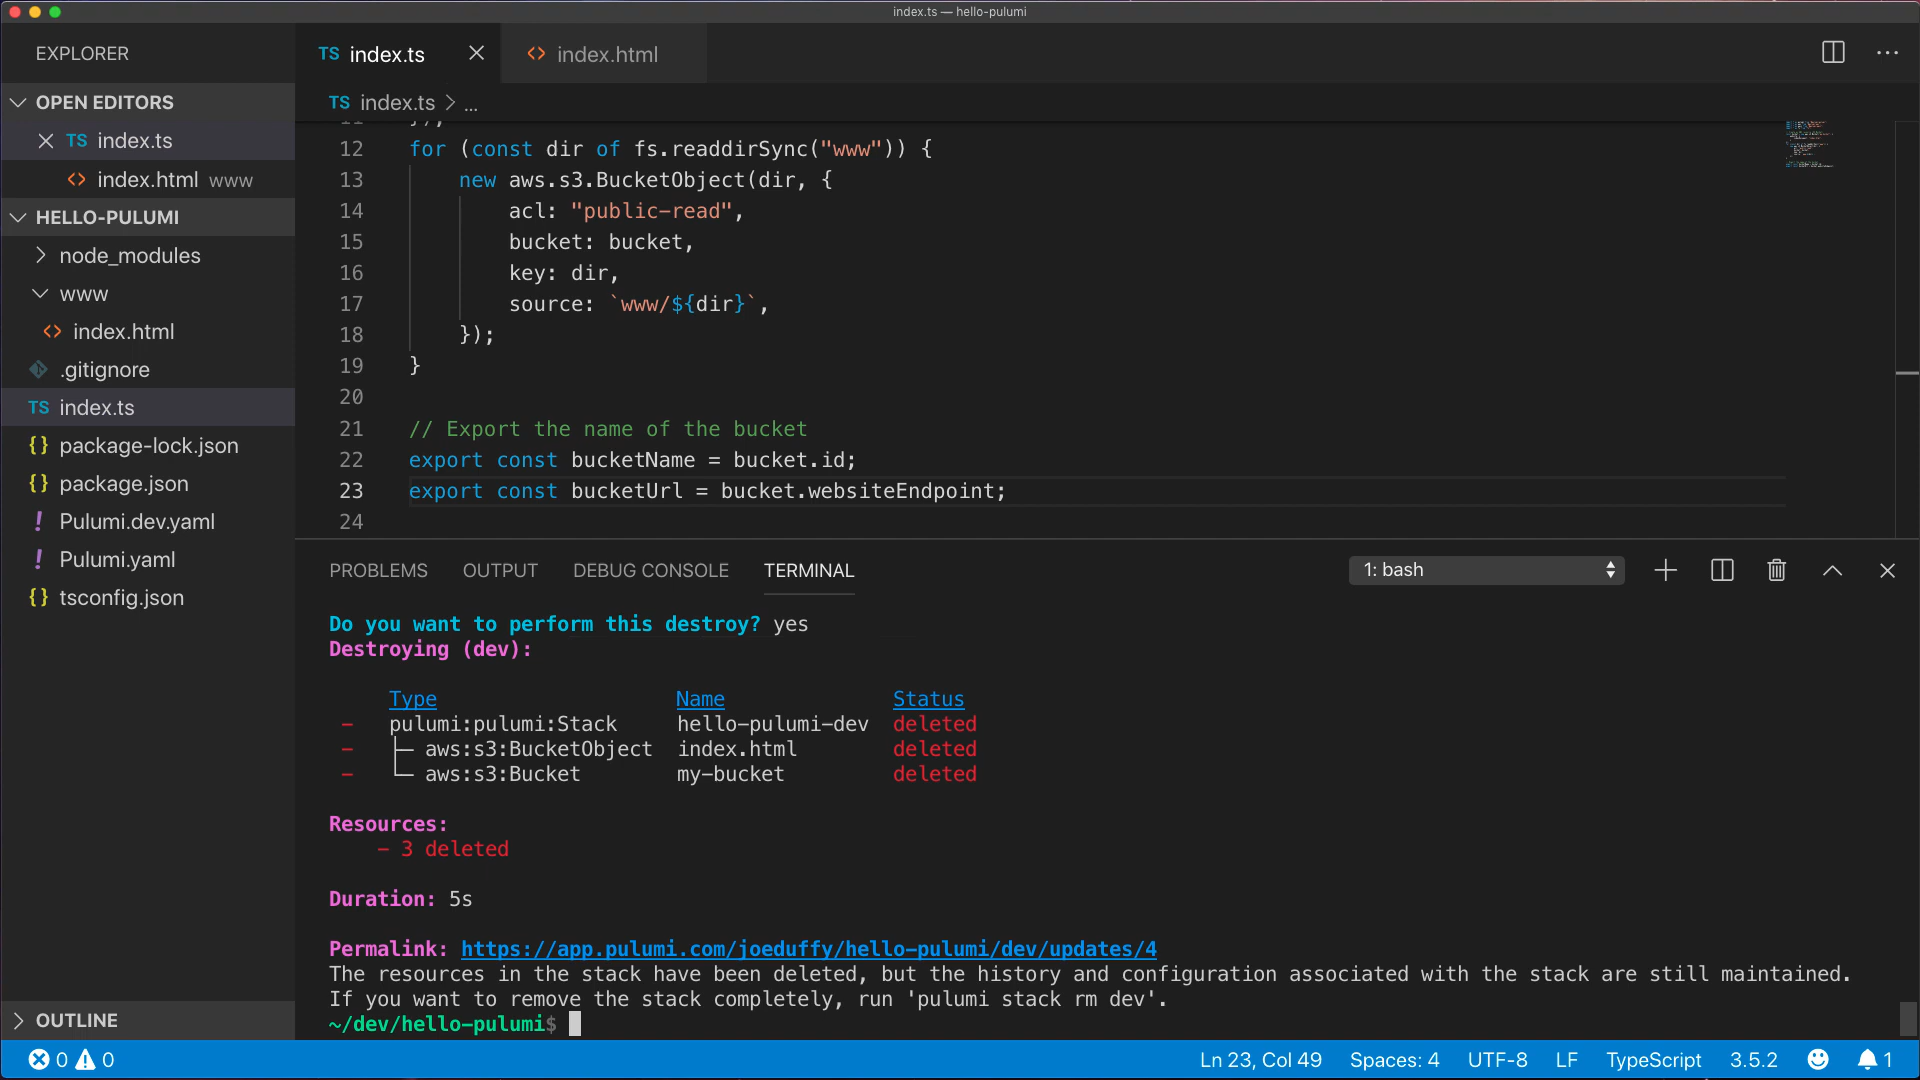 index.ts — hello-pulumi
EXPLORER
OPEN EDITORS
TS index.ts
<> index.html www
HELLO-PULUMI
node_modules
www
<> index.html
.gitignore
TS index.ts
{} package-lock.json
{} package.json
! Pulumi.dev.yaml
! Pulumi.yaml
{} tsconfig.json
OUTLINE
TS index.ts
<> index.html
TS index.ts > ...
11 });
12 for (const dir of fs.readdirSync("www")) {
13 new aws.s3.BucketObject(dir, {
14 acl: "public-read",
15 bucket: bucket,
16 key: dir,
17 source: `www/${dir}`,
18 });
19 }
20
21 // Export the name of the bucket
22 export const bucketName = bucket.id;
23 export const bucketUrl = bucket.websiteEndpoint;
24
PROBLEMS OUTPUT DEBUG CONSOLE TERMINAL
1: bash
Do you want to perform this destroy? yes
Destroying (dev):
Type Name Status
- pulumi:pulumi:Stack hello-pulumi-dev deleted
- ├─ aws:s3:BucketObject index.html deleted
- └─ aws:s3:Bucket my-bucket deleted
Resources:
- 3 deleted
Duration: 5s
Permalink: https://app.pulumi.com/joeduffy/hello-pulumi/dev/updates/4
The resources in the stack have been deleted, but the history and configuration associated with the stack are still maintained.
If you want to remove the stack completely, run 'pulumi stack rm dev'.
~/dev/hello-pulumi$
0 0
Ln 23, Col 49 Spaces: 4 UTF-8 LF TypeScript 3.5.2 1